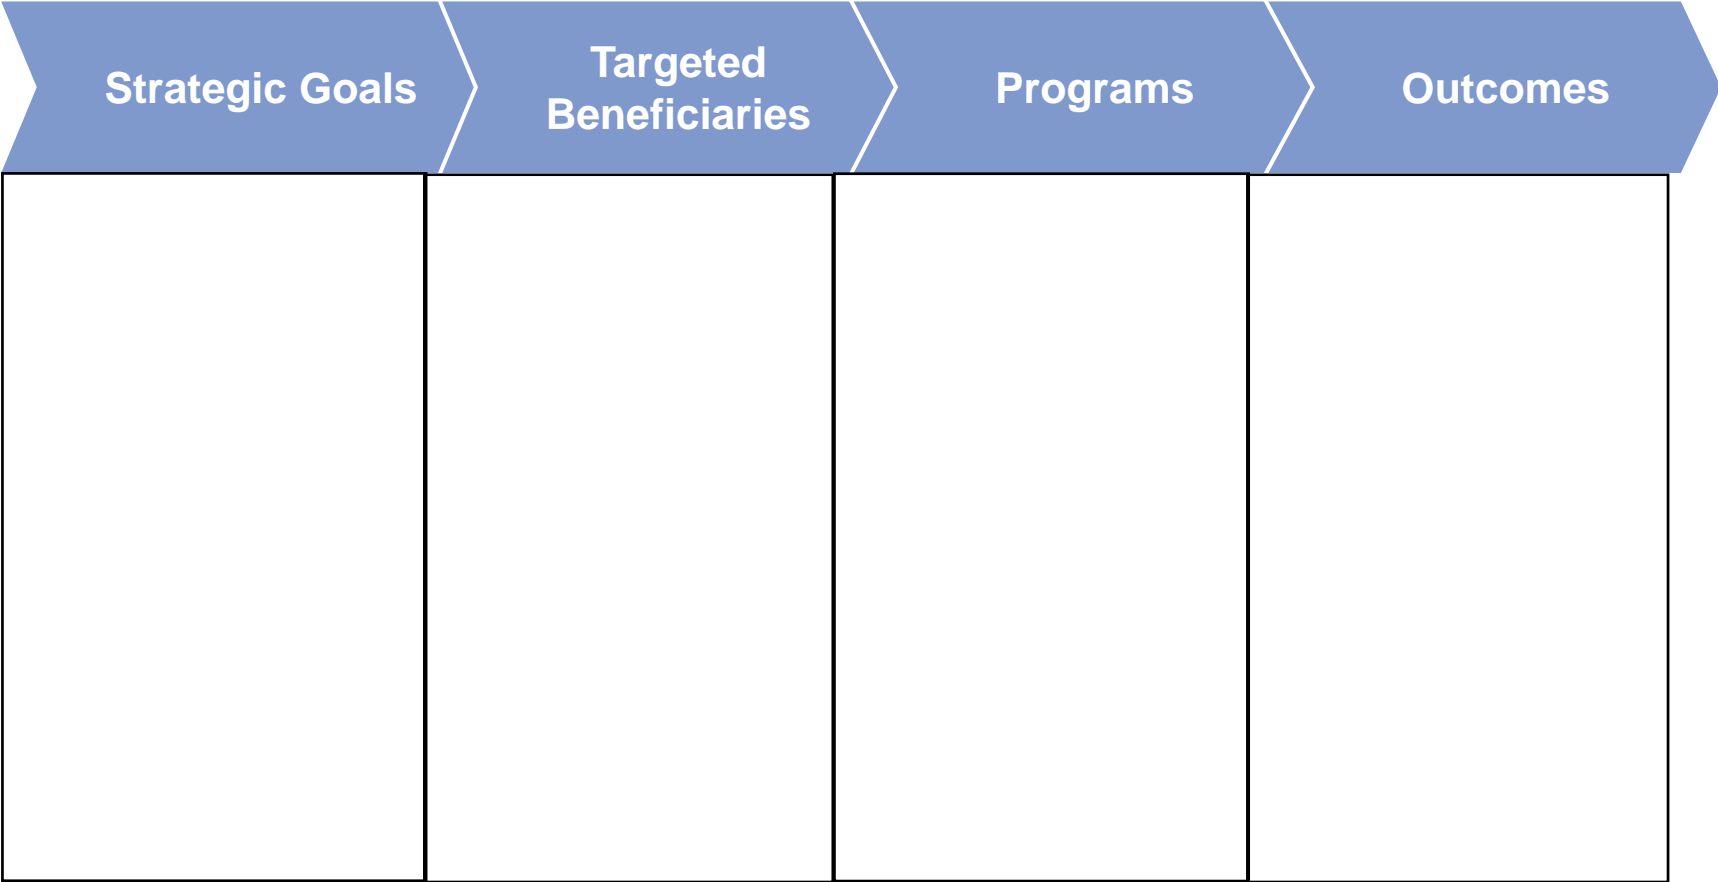 Strategic Goals
Targeted
Beneficiaries
Programs
Outcomes